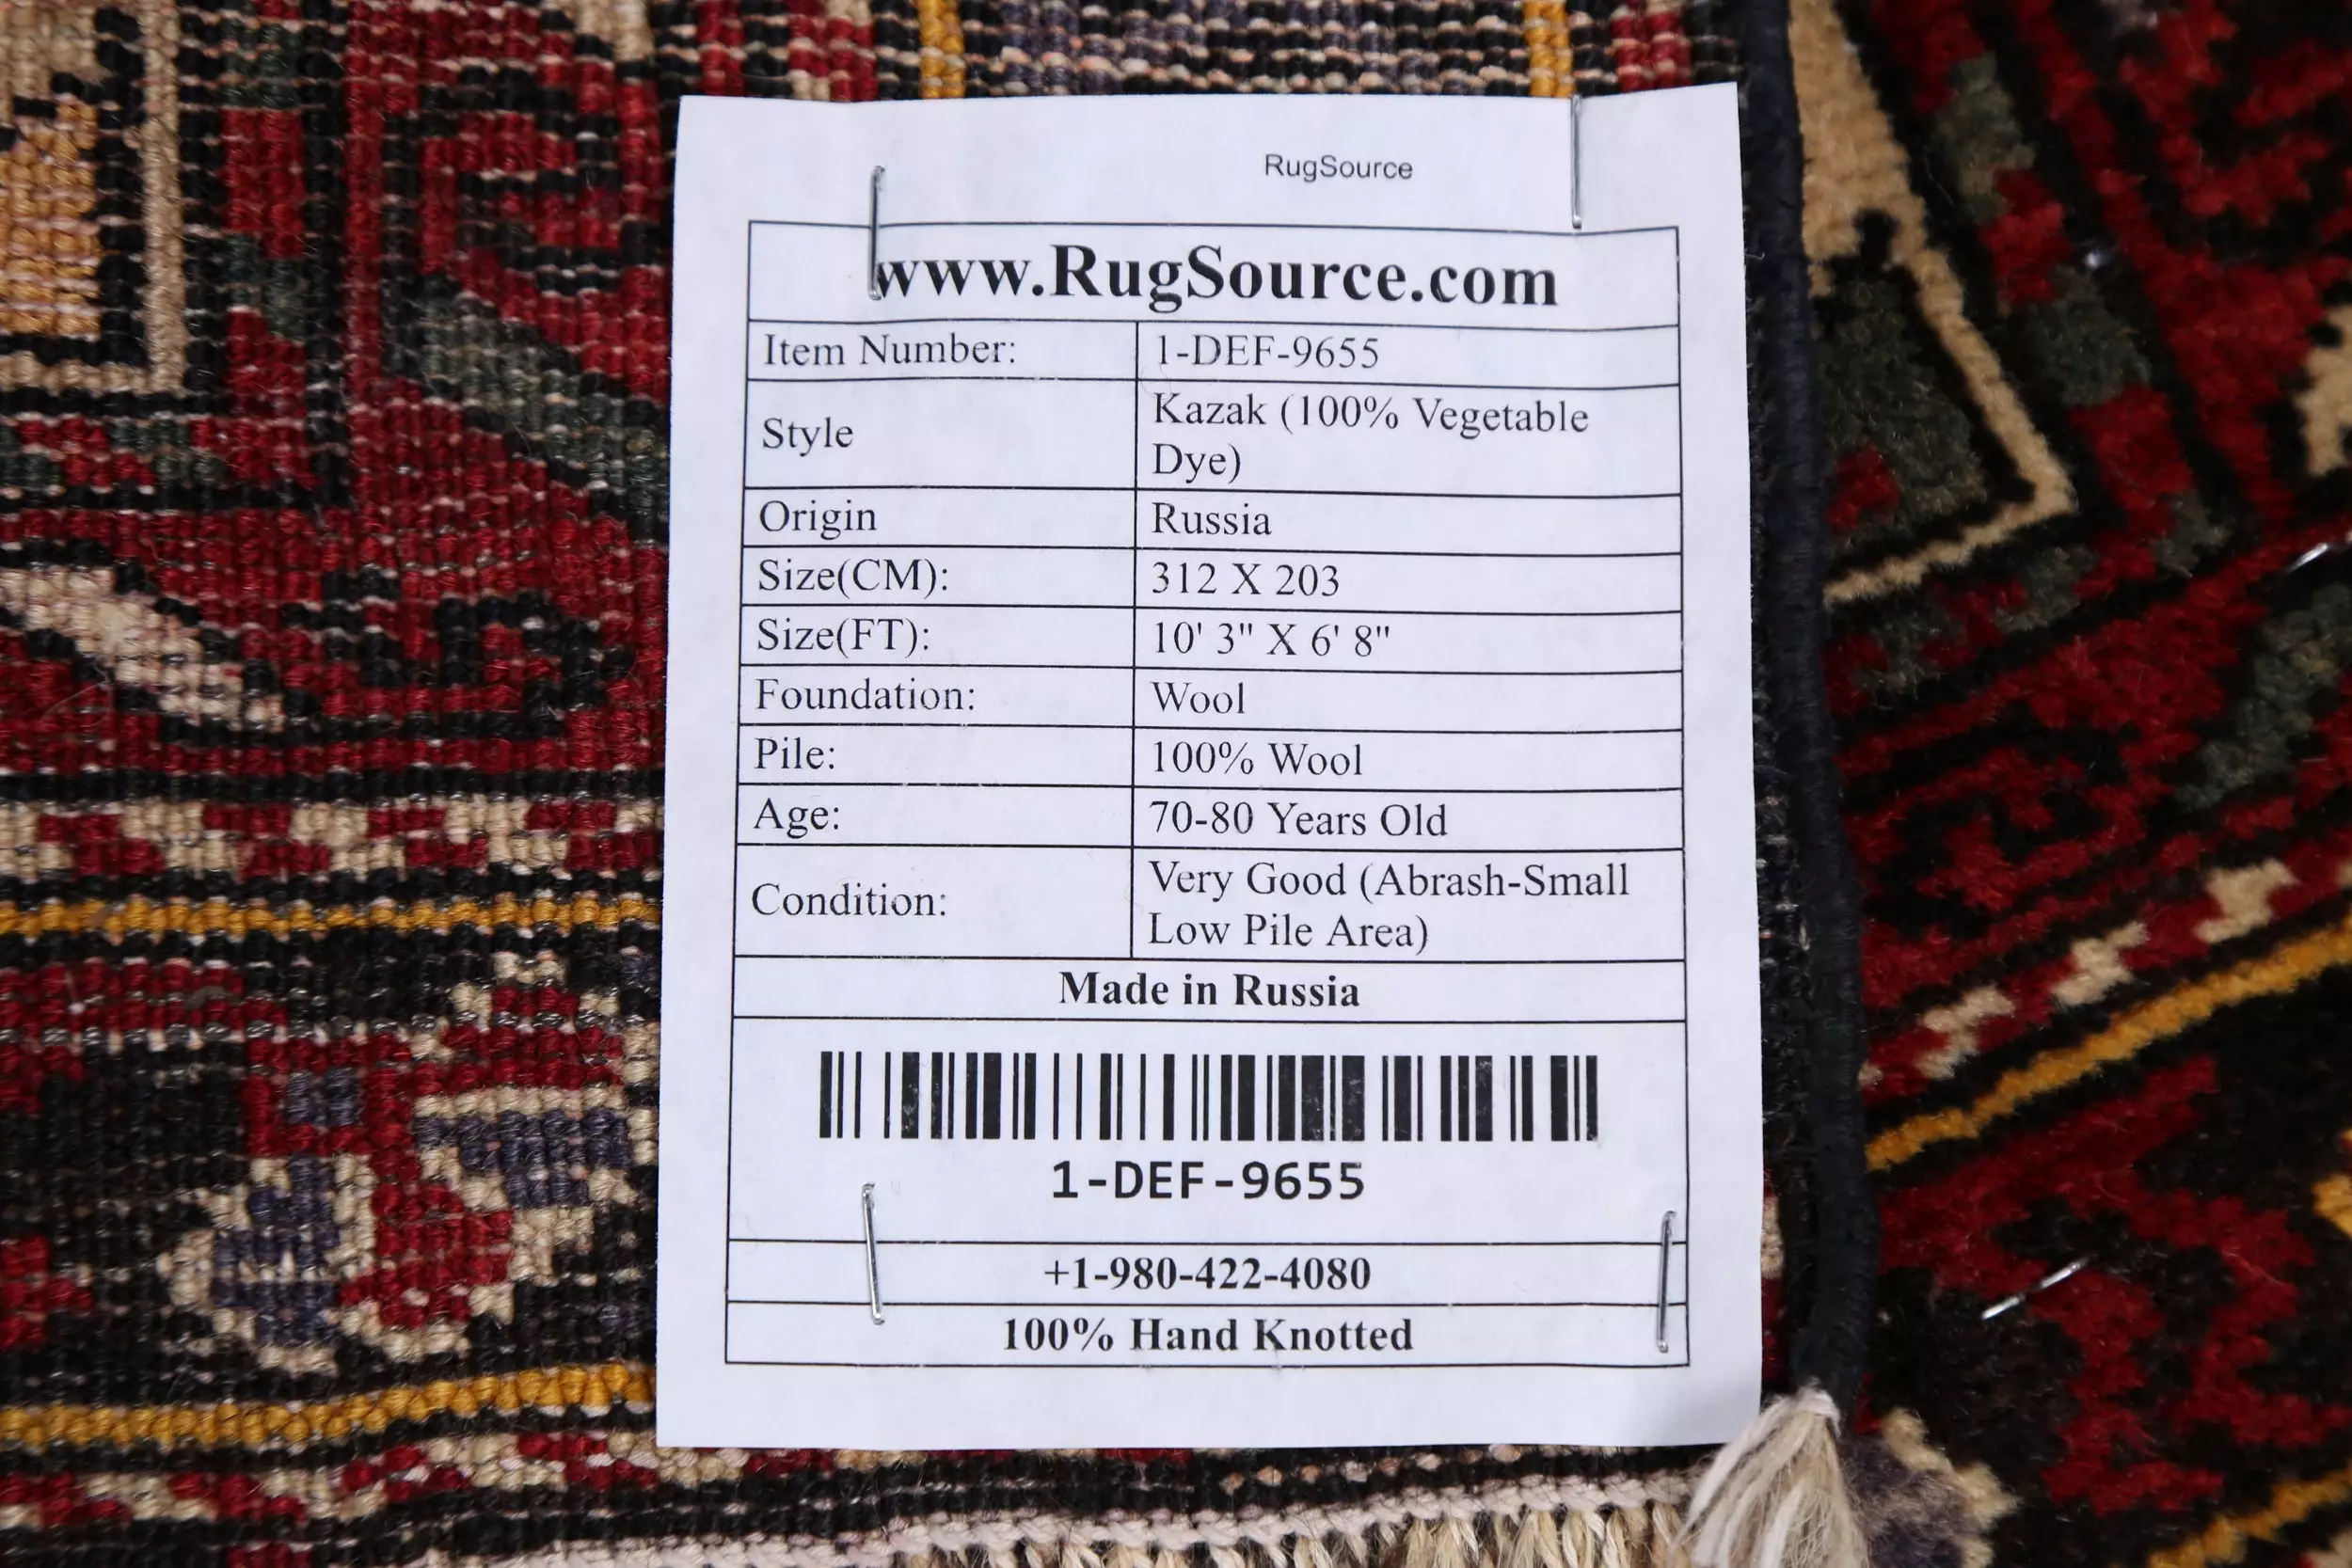 RugSource
www.RugSource.com
Item Number: 1-DEF-9655
Style Kazak (100% Vegetable
Dye)
Origin Russia
Size(CM): 312 X 203
Size(FT): 10' 3" X 6' 8"
Foundation: Wool
Pile: 100% Wool
Age: 70-80 Years Old
Condition: Very Good (Abrash-Small
Low Pile Area)
Made in Russia
1-DEF-9655
+1-980-422-4080
100% Hand Knotted